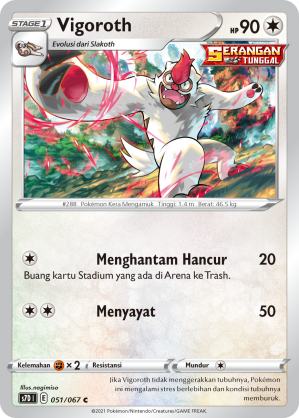 STAGE 1
Vigoroth
HP 90
Evolusi dari Slakoth
SERANGAN
TUNGGAL
#288 Pokémon Kera Mengamuk Tinggi: 1.4 m Berat: 46.5 kg
Menghantam Hancur 20
Buang kartu Stadium yang ada di Arena ke Trash.
Menyayat 50
Kelemahan × 2 Resistansi Mundur
Illus. nagimiso
s7D I E 051/067 C
Jika Vigoroth tidak menggerakkan tubuhnya, Pokémon
ini mengalami stres berlebihan dan kondisi tubuhnya
memburuk.
©2021 Pokémon/Nintendo/Creatures/GAME FREAK.